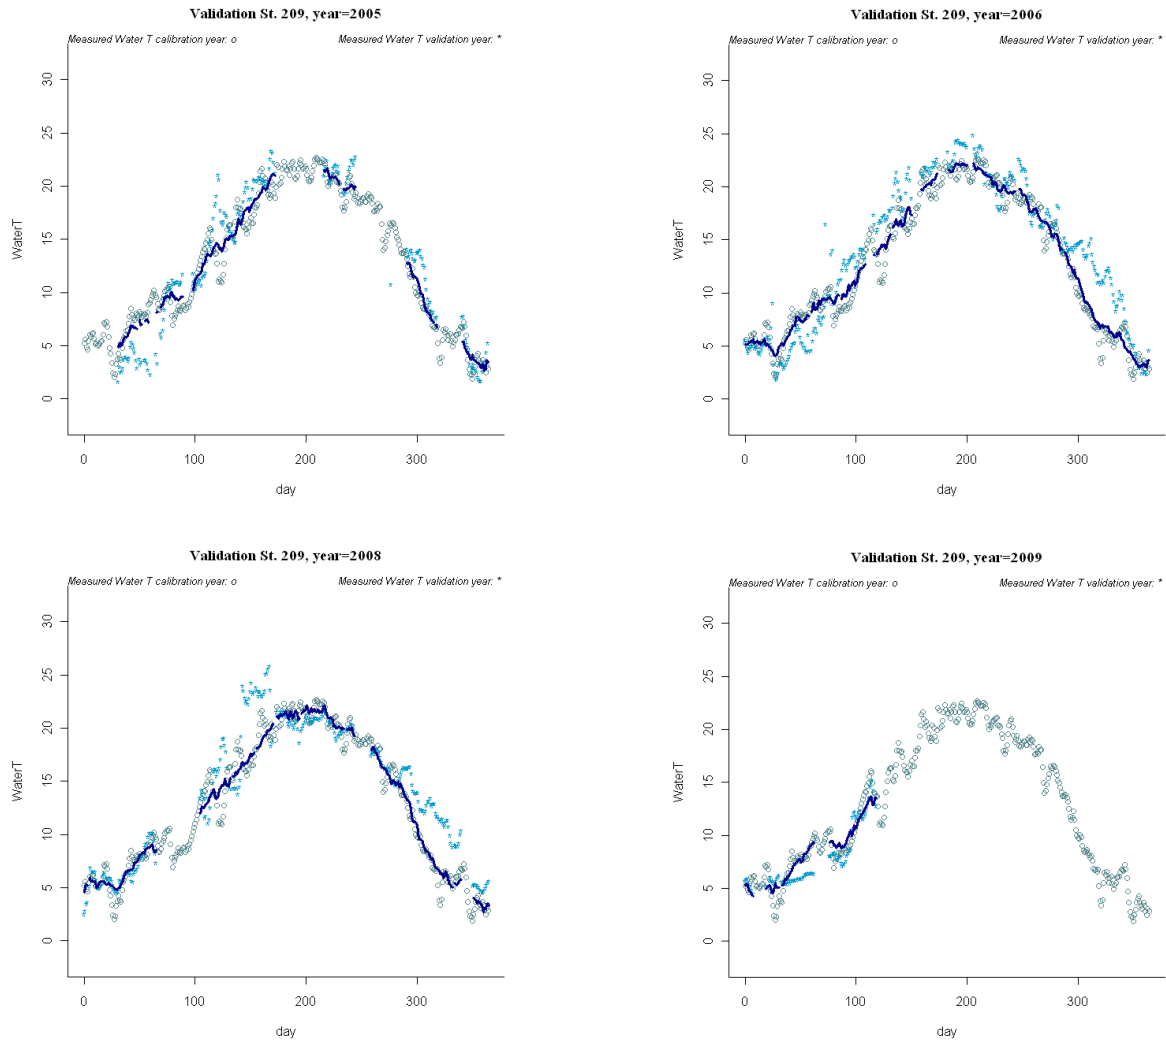 Validation St. 209, year=2005
Measured Water T calibration year: o Measured Water T validation year: *
30
25
20
15
10
5
0
WaterT
0 100 200 300
day
Validation St. 209, year=2006
Measured Water T calibration year: o Measured Water T validation year: *
30
25
20
15
10
5
0
WaterT
0 100 200 300
day
Validation St. 209, year=2008
Measured Water T calibration year: o Measured Water T validation year: *
30
25
20
15
10
5
0
WaterT
0 100 200 300
day
Validation St. 209, year=2009
Measured Water T calibration year: o Measured Water T validation year: *
30
25
20
15
10
5
0
WaterT
0 100 200 300
day